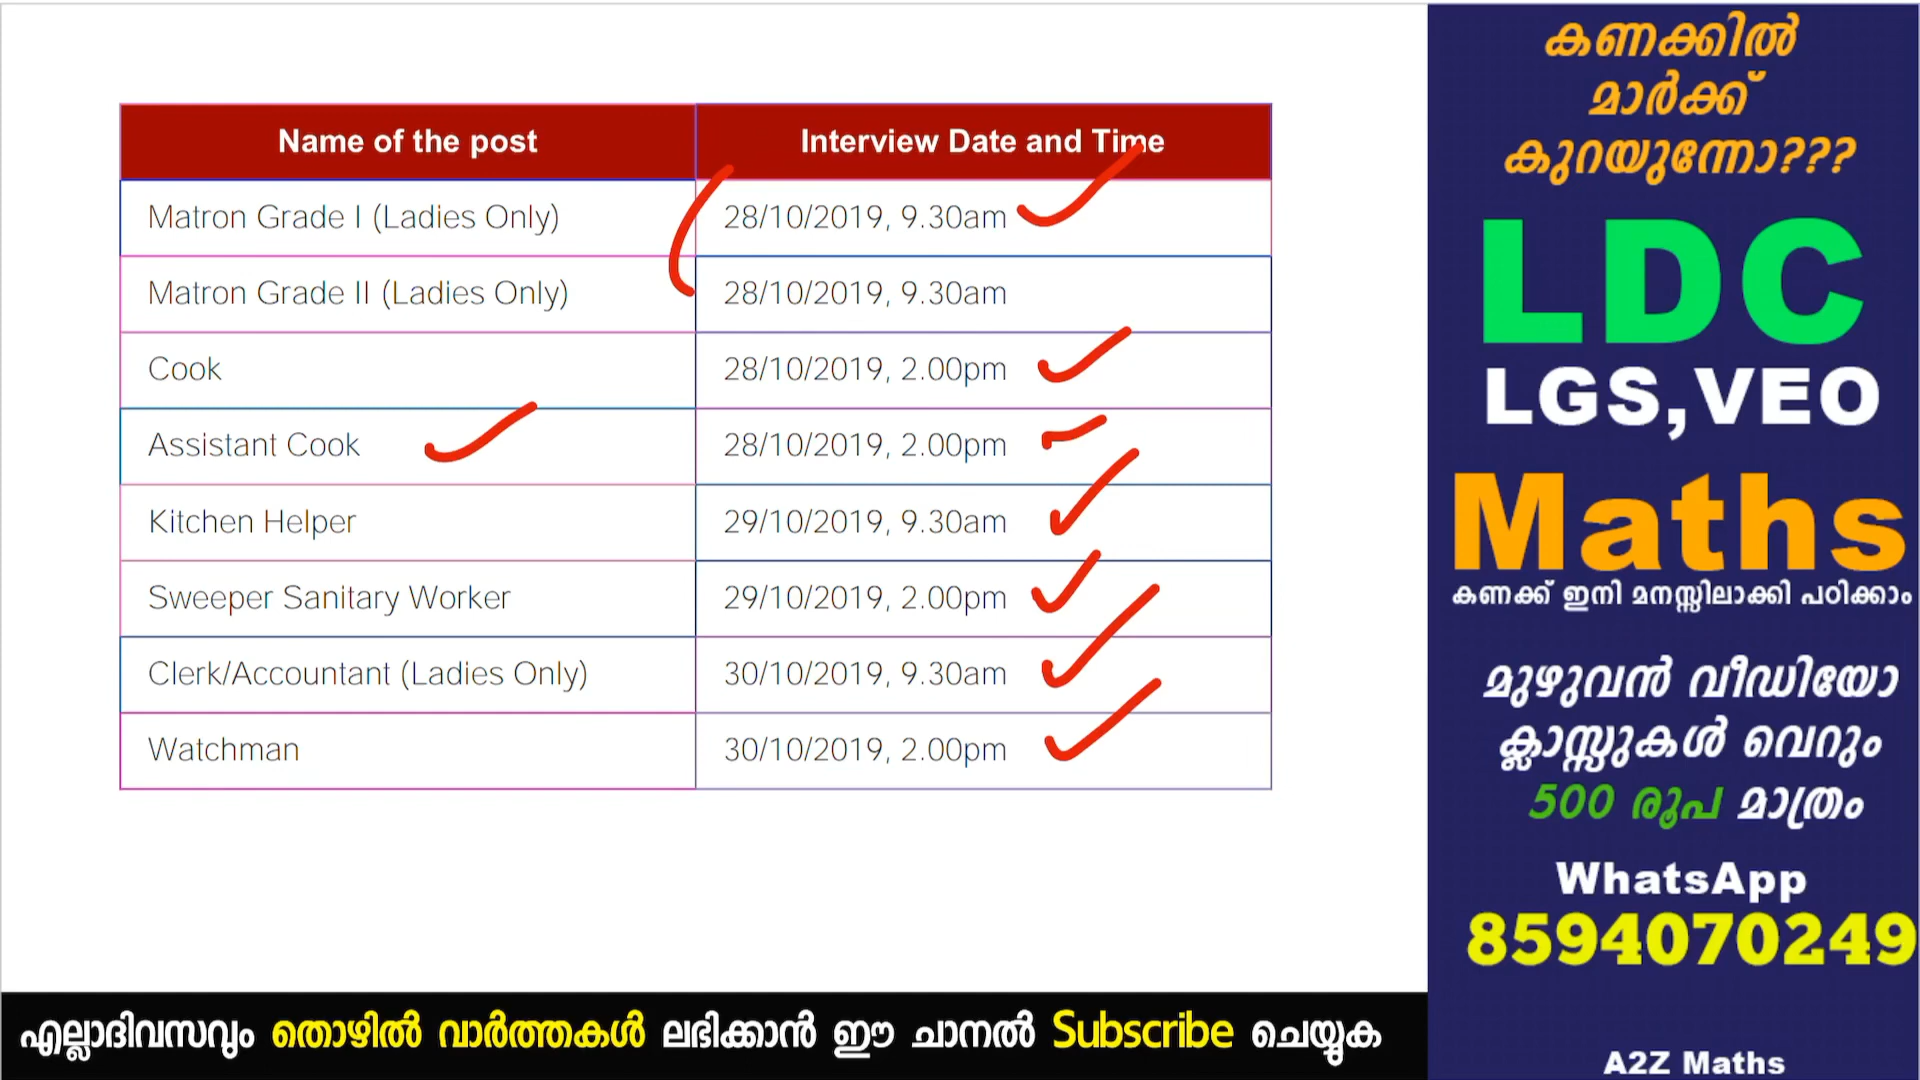 Name of the post Interview Date and Time
Matron Grade I (Ladies Only) 28/10/2019, 9.30am
Matron Grade II (Ladies Only) 28/10/2019, 9.30am
Cook 28/10/2019, 2.00pm
Assistant Cook 28/10/2019, 2.00pm
Kitchen Helper 29/10/2019, 9.30am
Sweeper Sanitary Worker 29/10/2019, 2.00pm
Clerk/Accountant (Ladies Only) 30/10/2019, 9.30am
Watchman 30/10/2019, 2.00pm
കണക്കിൽ
മാർക്ക്
കുറയുന്നോ???
LDC
LGS,VEO
Maths
കണക്ക് ഇനി മനസ്സിലാക്കി പഠിക്കാം
മുഴുവൻ വീഡിയോ
ക്ലാസ്സുകൾ വെറും
500 രൂപ മാത്രം
WhatsApp
8594070249
A2Z Maths
എല്ലാദിവസവും തൊഴിൽ വാർത്തകൾ ലഭിക്കാൻ ഈ ചാനൽ Subscribe ചെയ്യുക